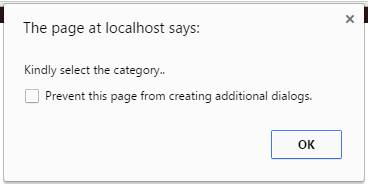 The page at localhost says:
Kindly select the category..
Prevent this page from creating additional dialogs.
OK